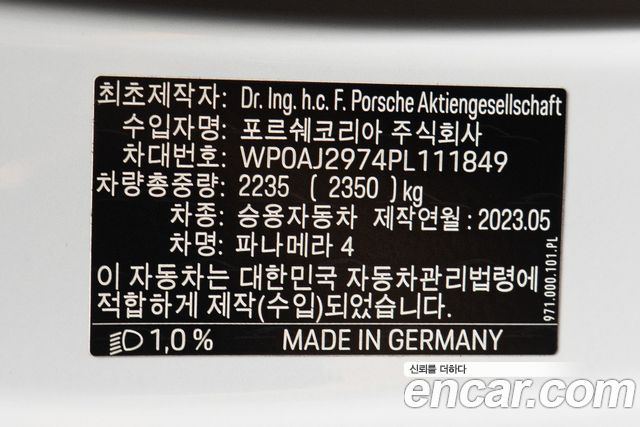 최초제작자: Dr. Ing. h.c. F. Porsche Aktiengesellschaft
수입자명: 포르쉐코리아 주식회사
차대번호: WP0AJ2974PL111849
차량총중량: 2235 ( 2350 )kg
차종: 승용자동차 제작연월 : 2023.05
차명: 파나메라 4
이 자동차는 대한민국 자동차관리법령에
적합하게 제작(수입)되었습니다.
1,0 % MADE IN GERMANY
971.000.101.PL
신뢰를 더하다
encar.com